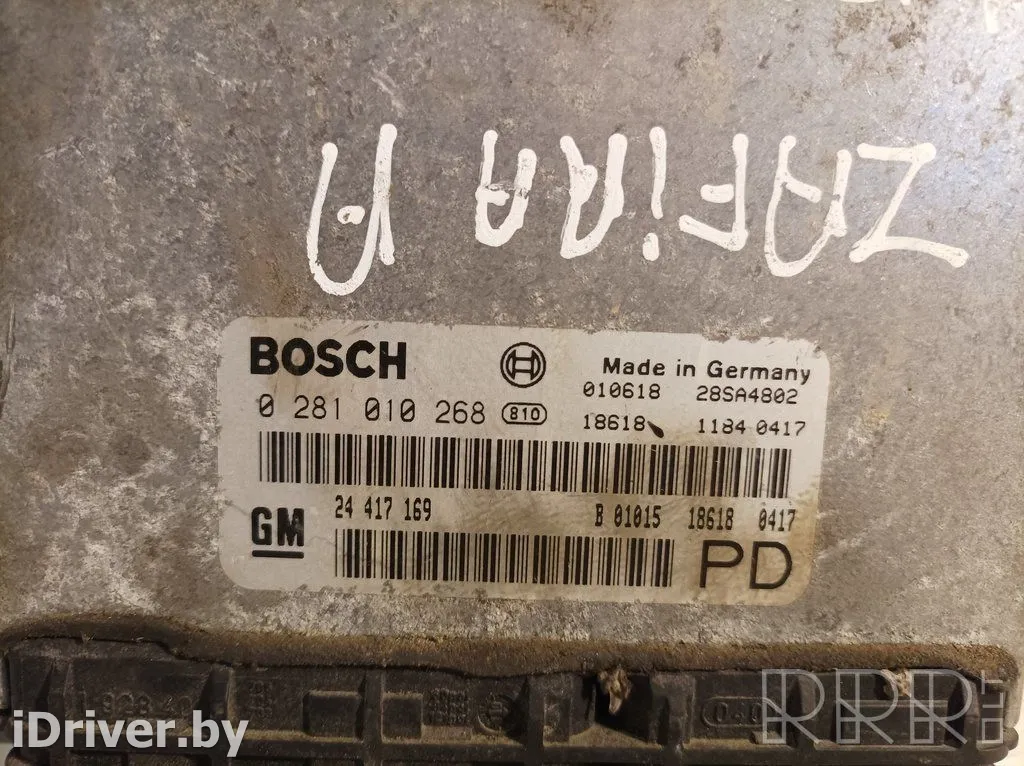 ZAFiRA A
BOSCH
Made in Germany
010618 28SA4802
0 281 010 268 810
18618 1184 0417
24 417 169 B 01015 18618 0417
GM
PD
iDriver.by
RRR